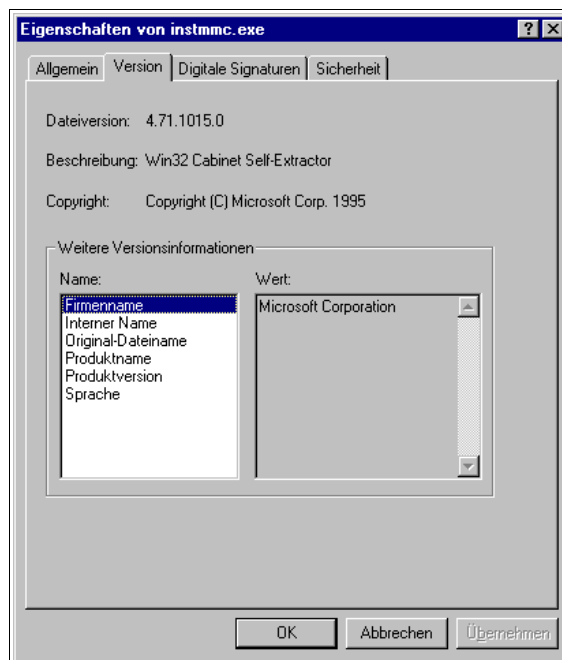 Eigenschaften von instmmc.exe
Allgemein Version Digitale Signaturen Sicherheit
Dateiversion: 4.71.1015.0
Beschreibung: Win32 Cabinet Self-Extractor
Copyright: Copyright (C) Microsoft Corp. 1995
Weitere Versionsinformationen
Name: Wert:
Firmenname Microsoft Corporation
Interner Name
Original-Dateiname
Produktname
Produktversion
Sprache
OK Abbrechen Übernehmen